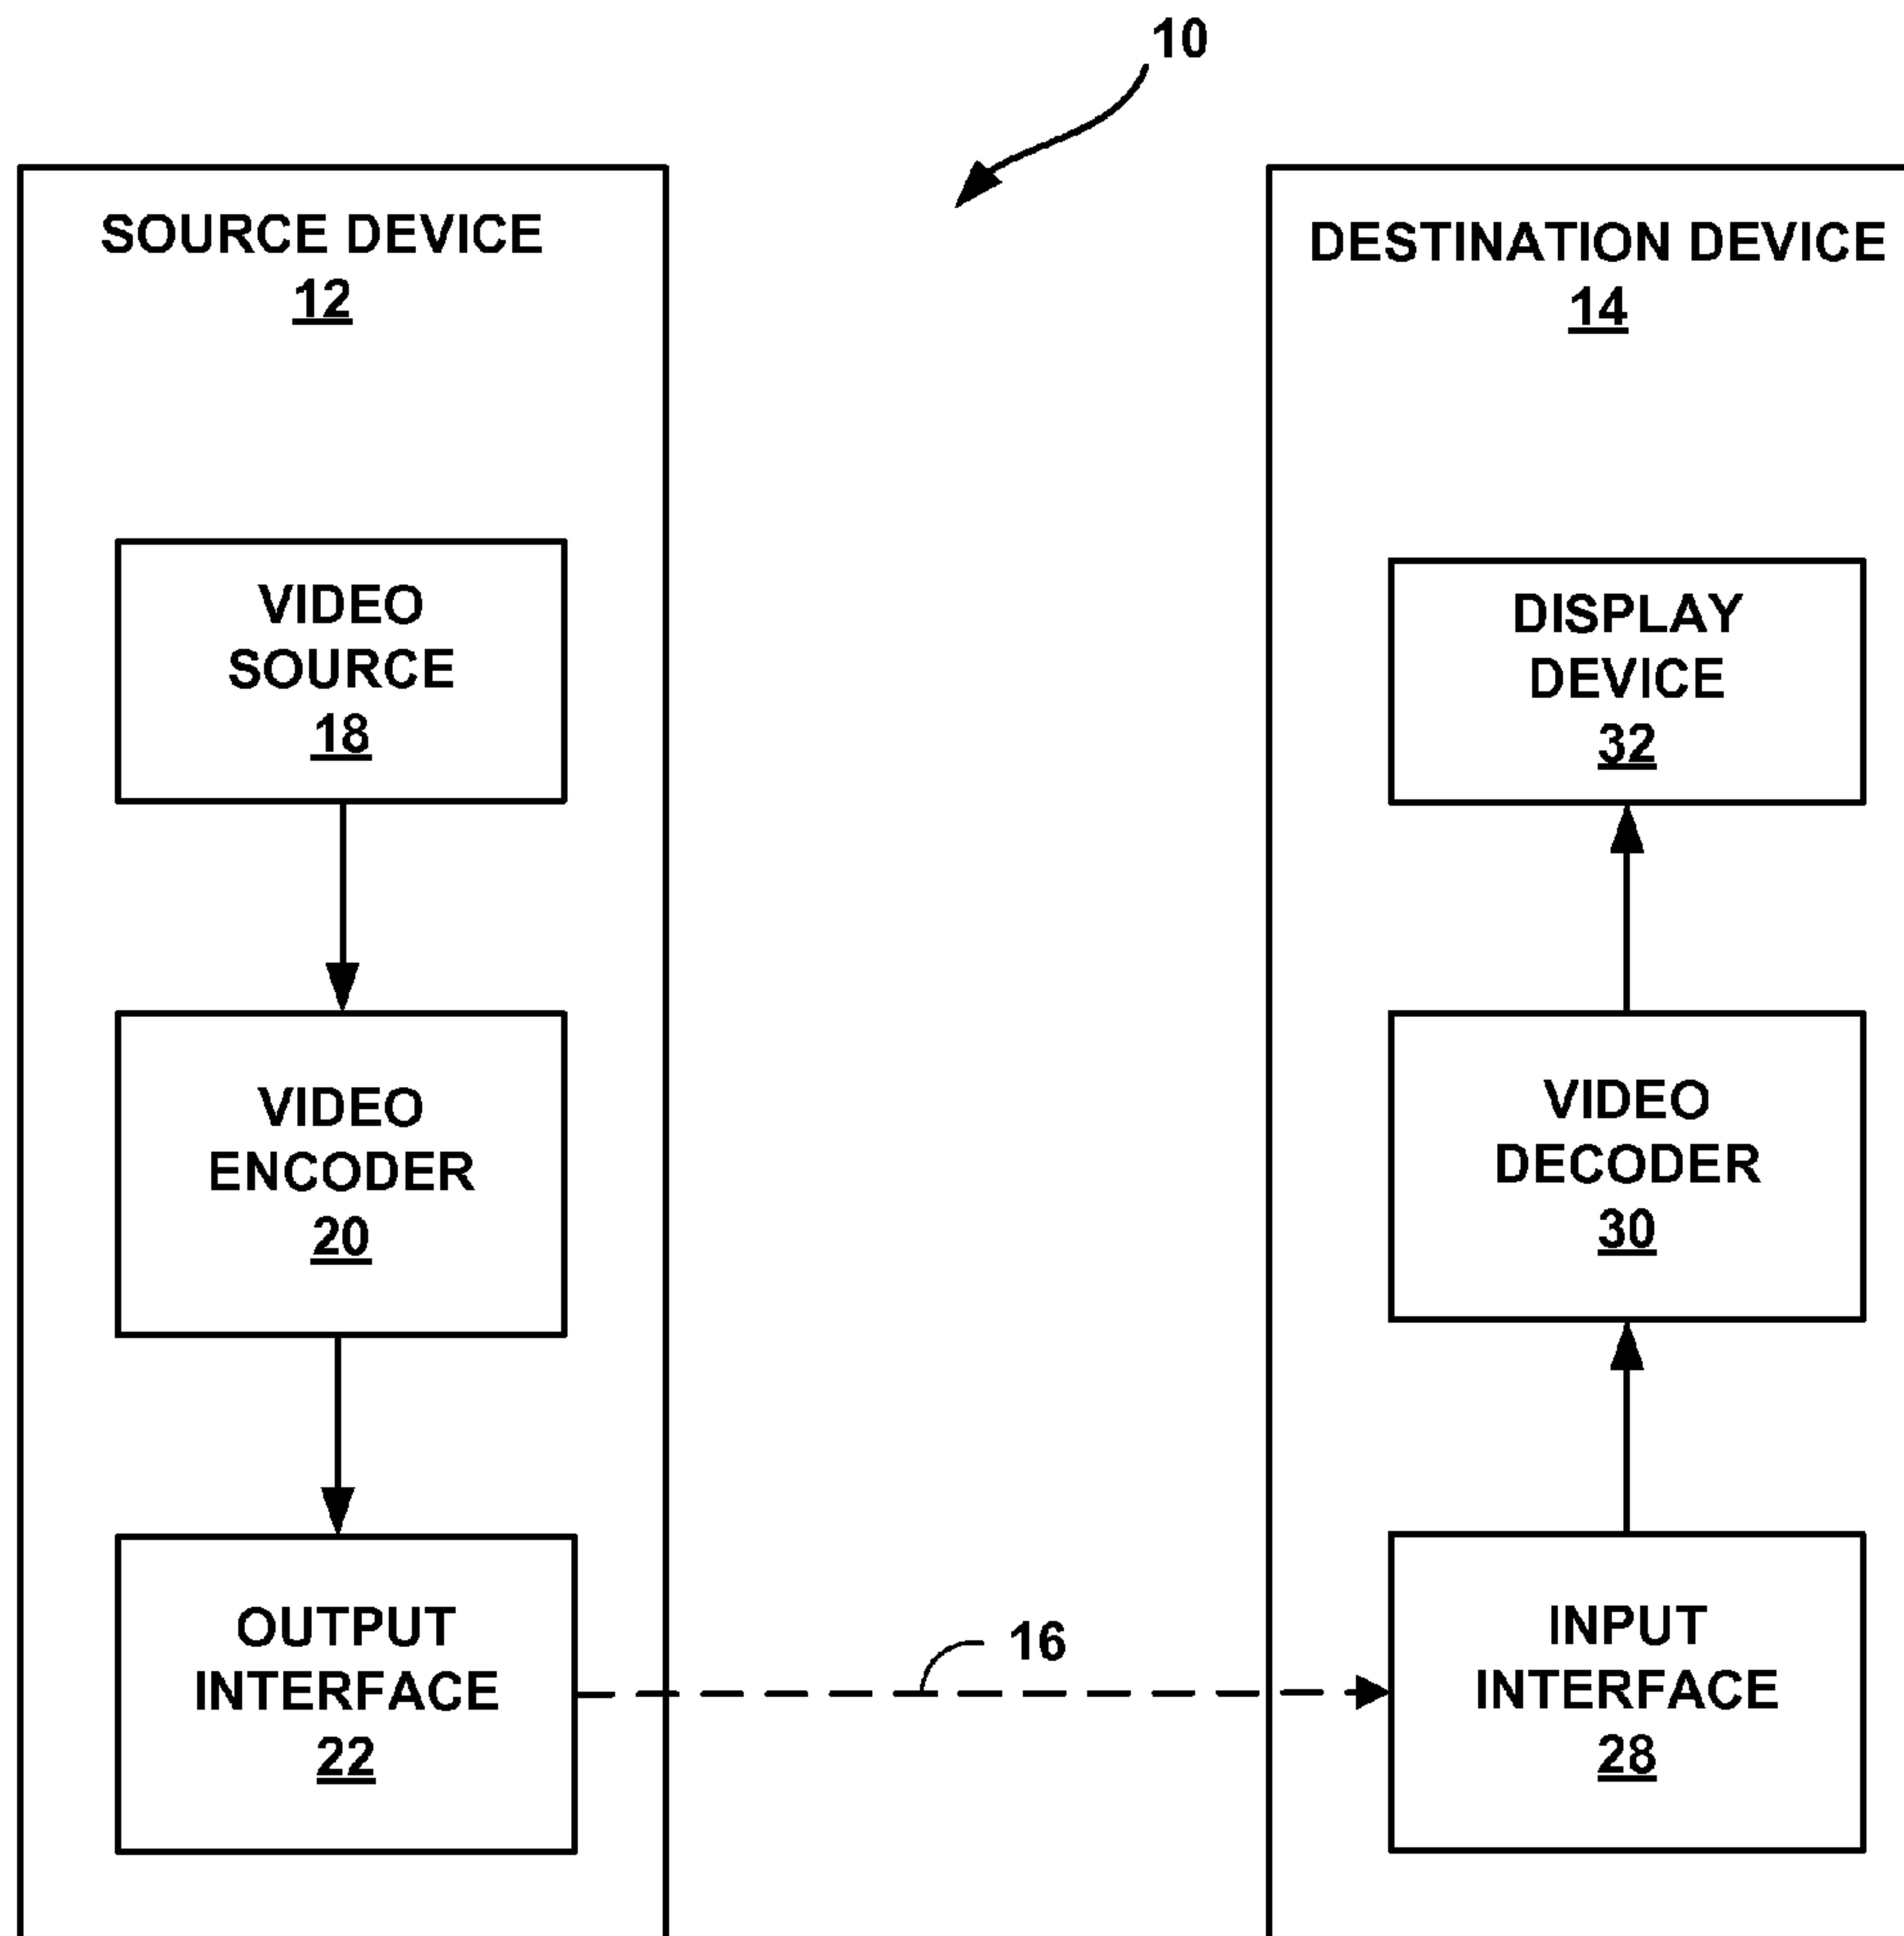 10
SOURCE DEVICE
12
VIDEO
SOURCE
18
VIDEO
ENCODER
20
OUTPUT
INTERFACE
22
16
DESTINATION DEVICE
14
DISPLAY
DEVICE
32
VIDEO
DECODER
30
INPUT
INTERFACE
28